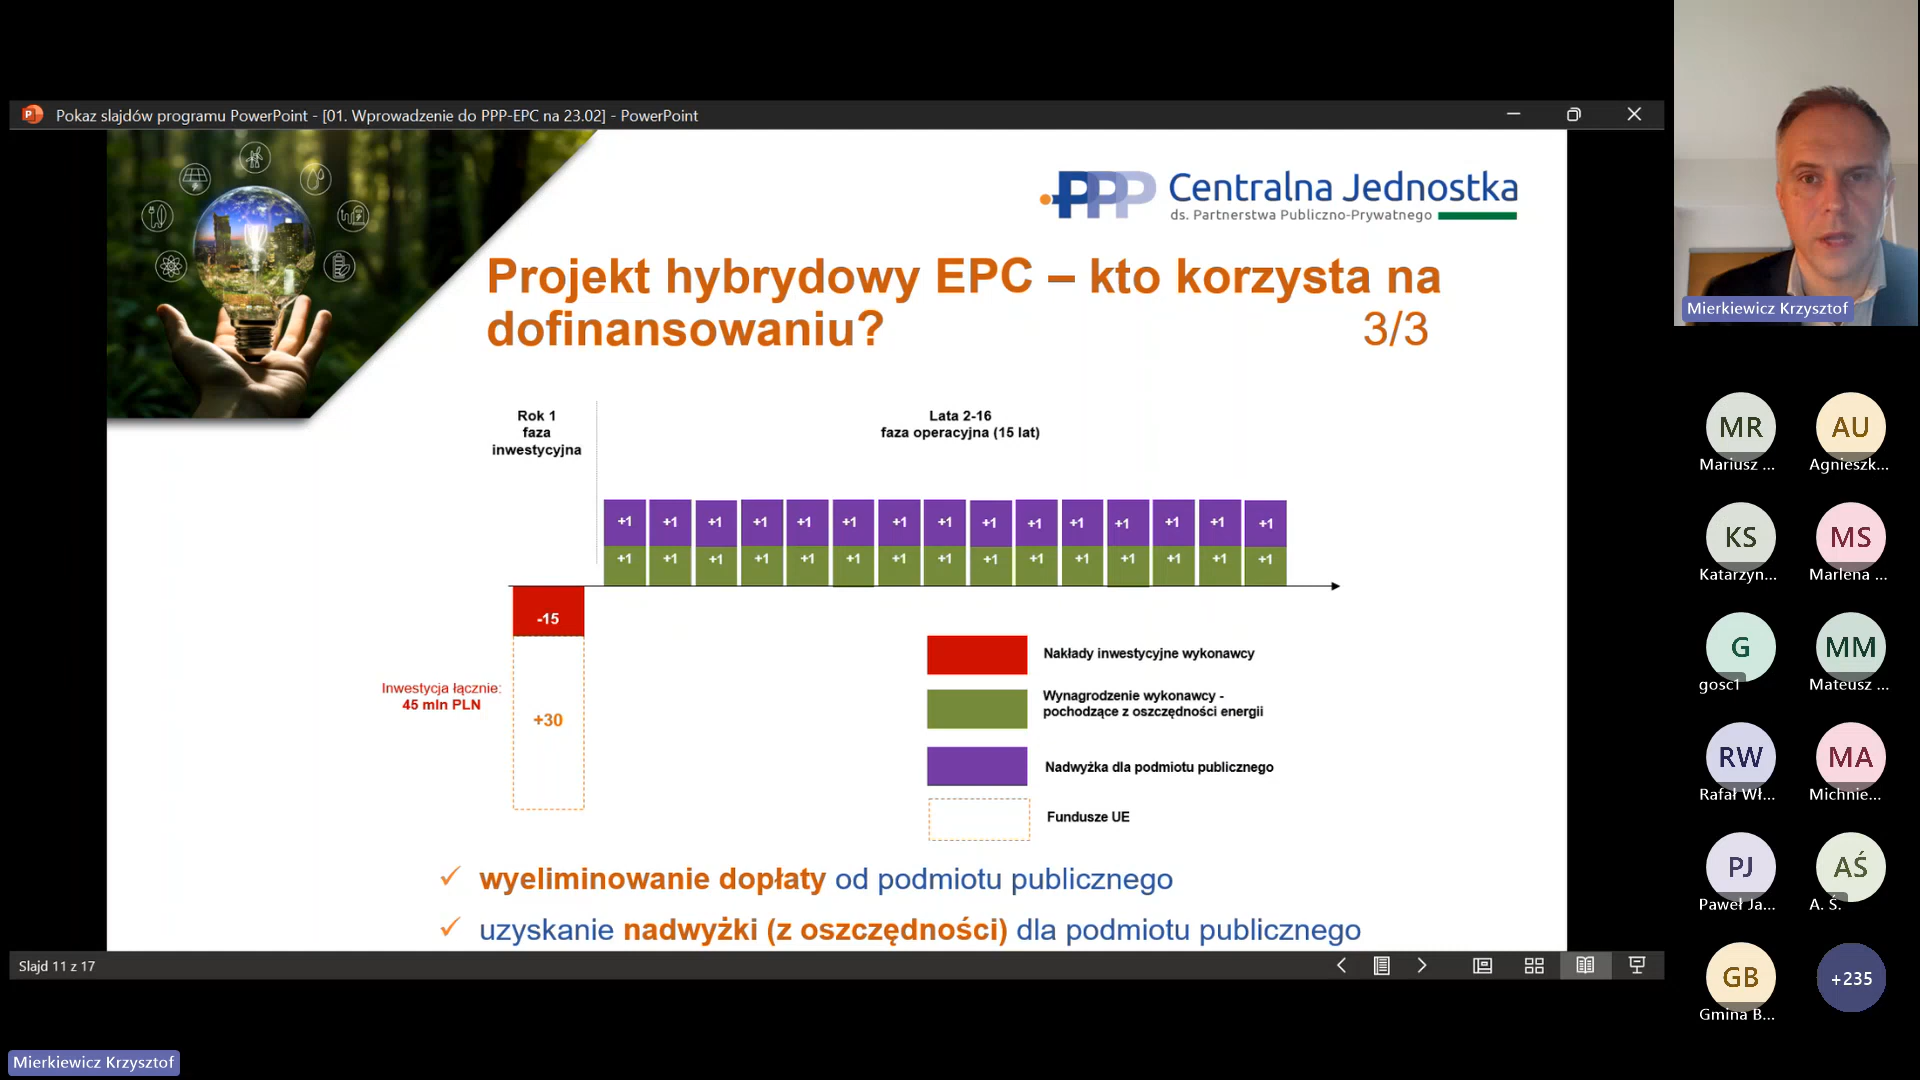 Pokaz slajdów programu PowerPoint - [01. Wprowadzenie do PPP-EPC na 23.02] - PowerPoint
PPP Centralna Jednostka
ds. Partnerstwa Publiczno-Prywatnego
Projekt hybrydowy EPC – kto korzysta na
dofinansowaniu? 3/3
Rok 1
faza
inwestycyjna
Lata 2-16
faza operacyjna (15 lat)
+1 +1 +1 +1 +1 +1 +1 +1 +1 +1 +1 +1 +1 +1 +1
+1 +1 +1 +1 +1 +1 +1 +1 +1 +1 +1 +1 +1 +1 +1
-15
Inwestycja łącznie:
45 mln PLN
+30
Nakłady inwestycyjne wykonawcy
Wynagrodzenie wykonawcy -
pochodzące z oszczędności energii
Nadwyżka dla podmiotu publicznego
Fundusze UE
✓ wyeliminowanie dopłaty od podmiotu publicznego
✓ uzyskanie nadwyżki (z oszczędności) dla podmiotu publicznego
Slajd 11 z 17
Mierkiewicz Krzysztof
Mierkiewicz Krzysztof
MR AU
Mariusz ... Agnieszk...
KS MS
Katarzyn... Marlena ...
G MM
gosc1 Mateusz ...
RW MA
Rafał Wł... Michnie...
PJ AŚ
Paweł Ja... A. Ś.
GB +235
Gmina B...